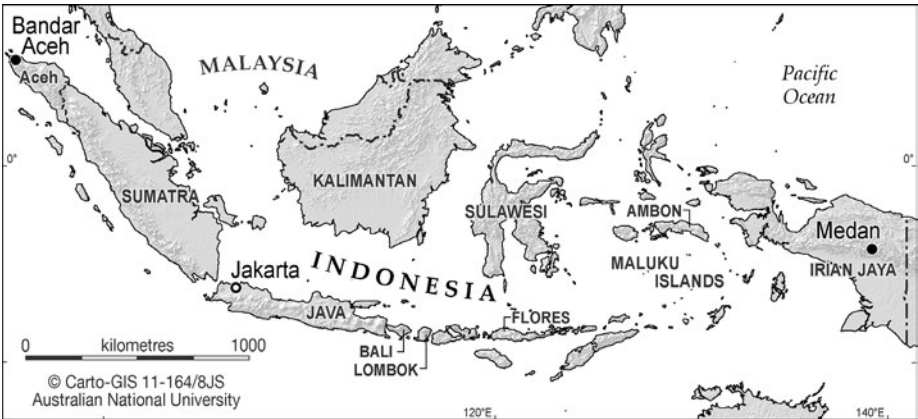 Bandar
Aceh
Aceh
MALAYSIA
Pacific
Ocean
0°
0°
SUMATRA
KALIMANTAN
SULAWESI
AMBON
Medan
MALUKU
ISLANDS
IRIAN JAYA
Jakarta
INDONESIA
JAVA
FLORES
BALI
LOMBOK
0 kilometres 1000
© Carto-GIS 11-164/8JS
Australian National University
120°E
140°E